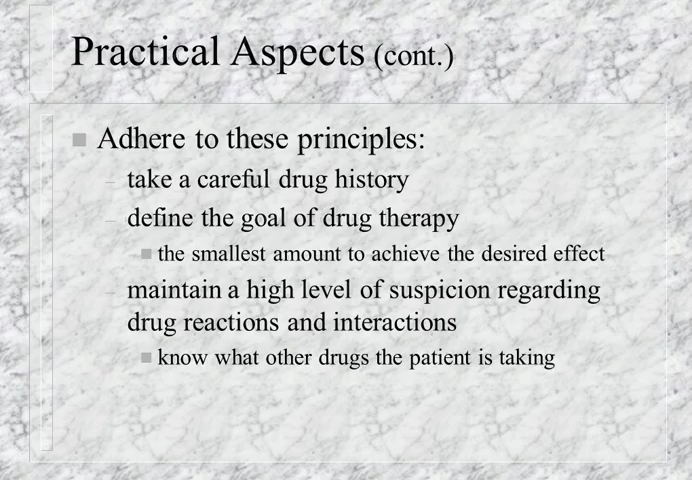 Practical Aspects (cont.)
Adhere to these principles:
– take a careful drug history
– define the goal of drug therapy
the smallest amount to achieve the desired effect
– maintain a high level of suspicion regarding
drug reactions and interactions
know what other drugs the patient is taking